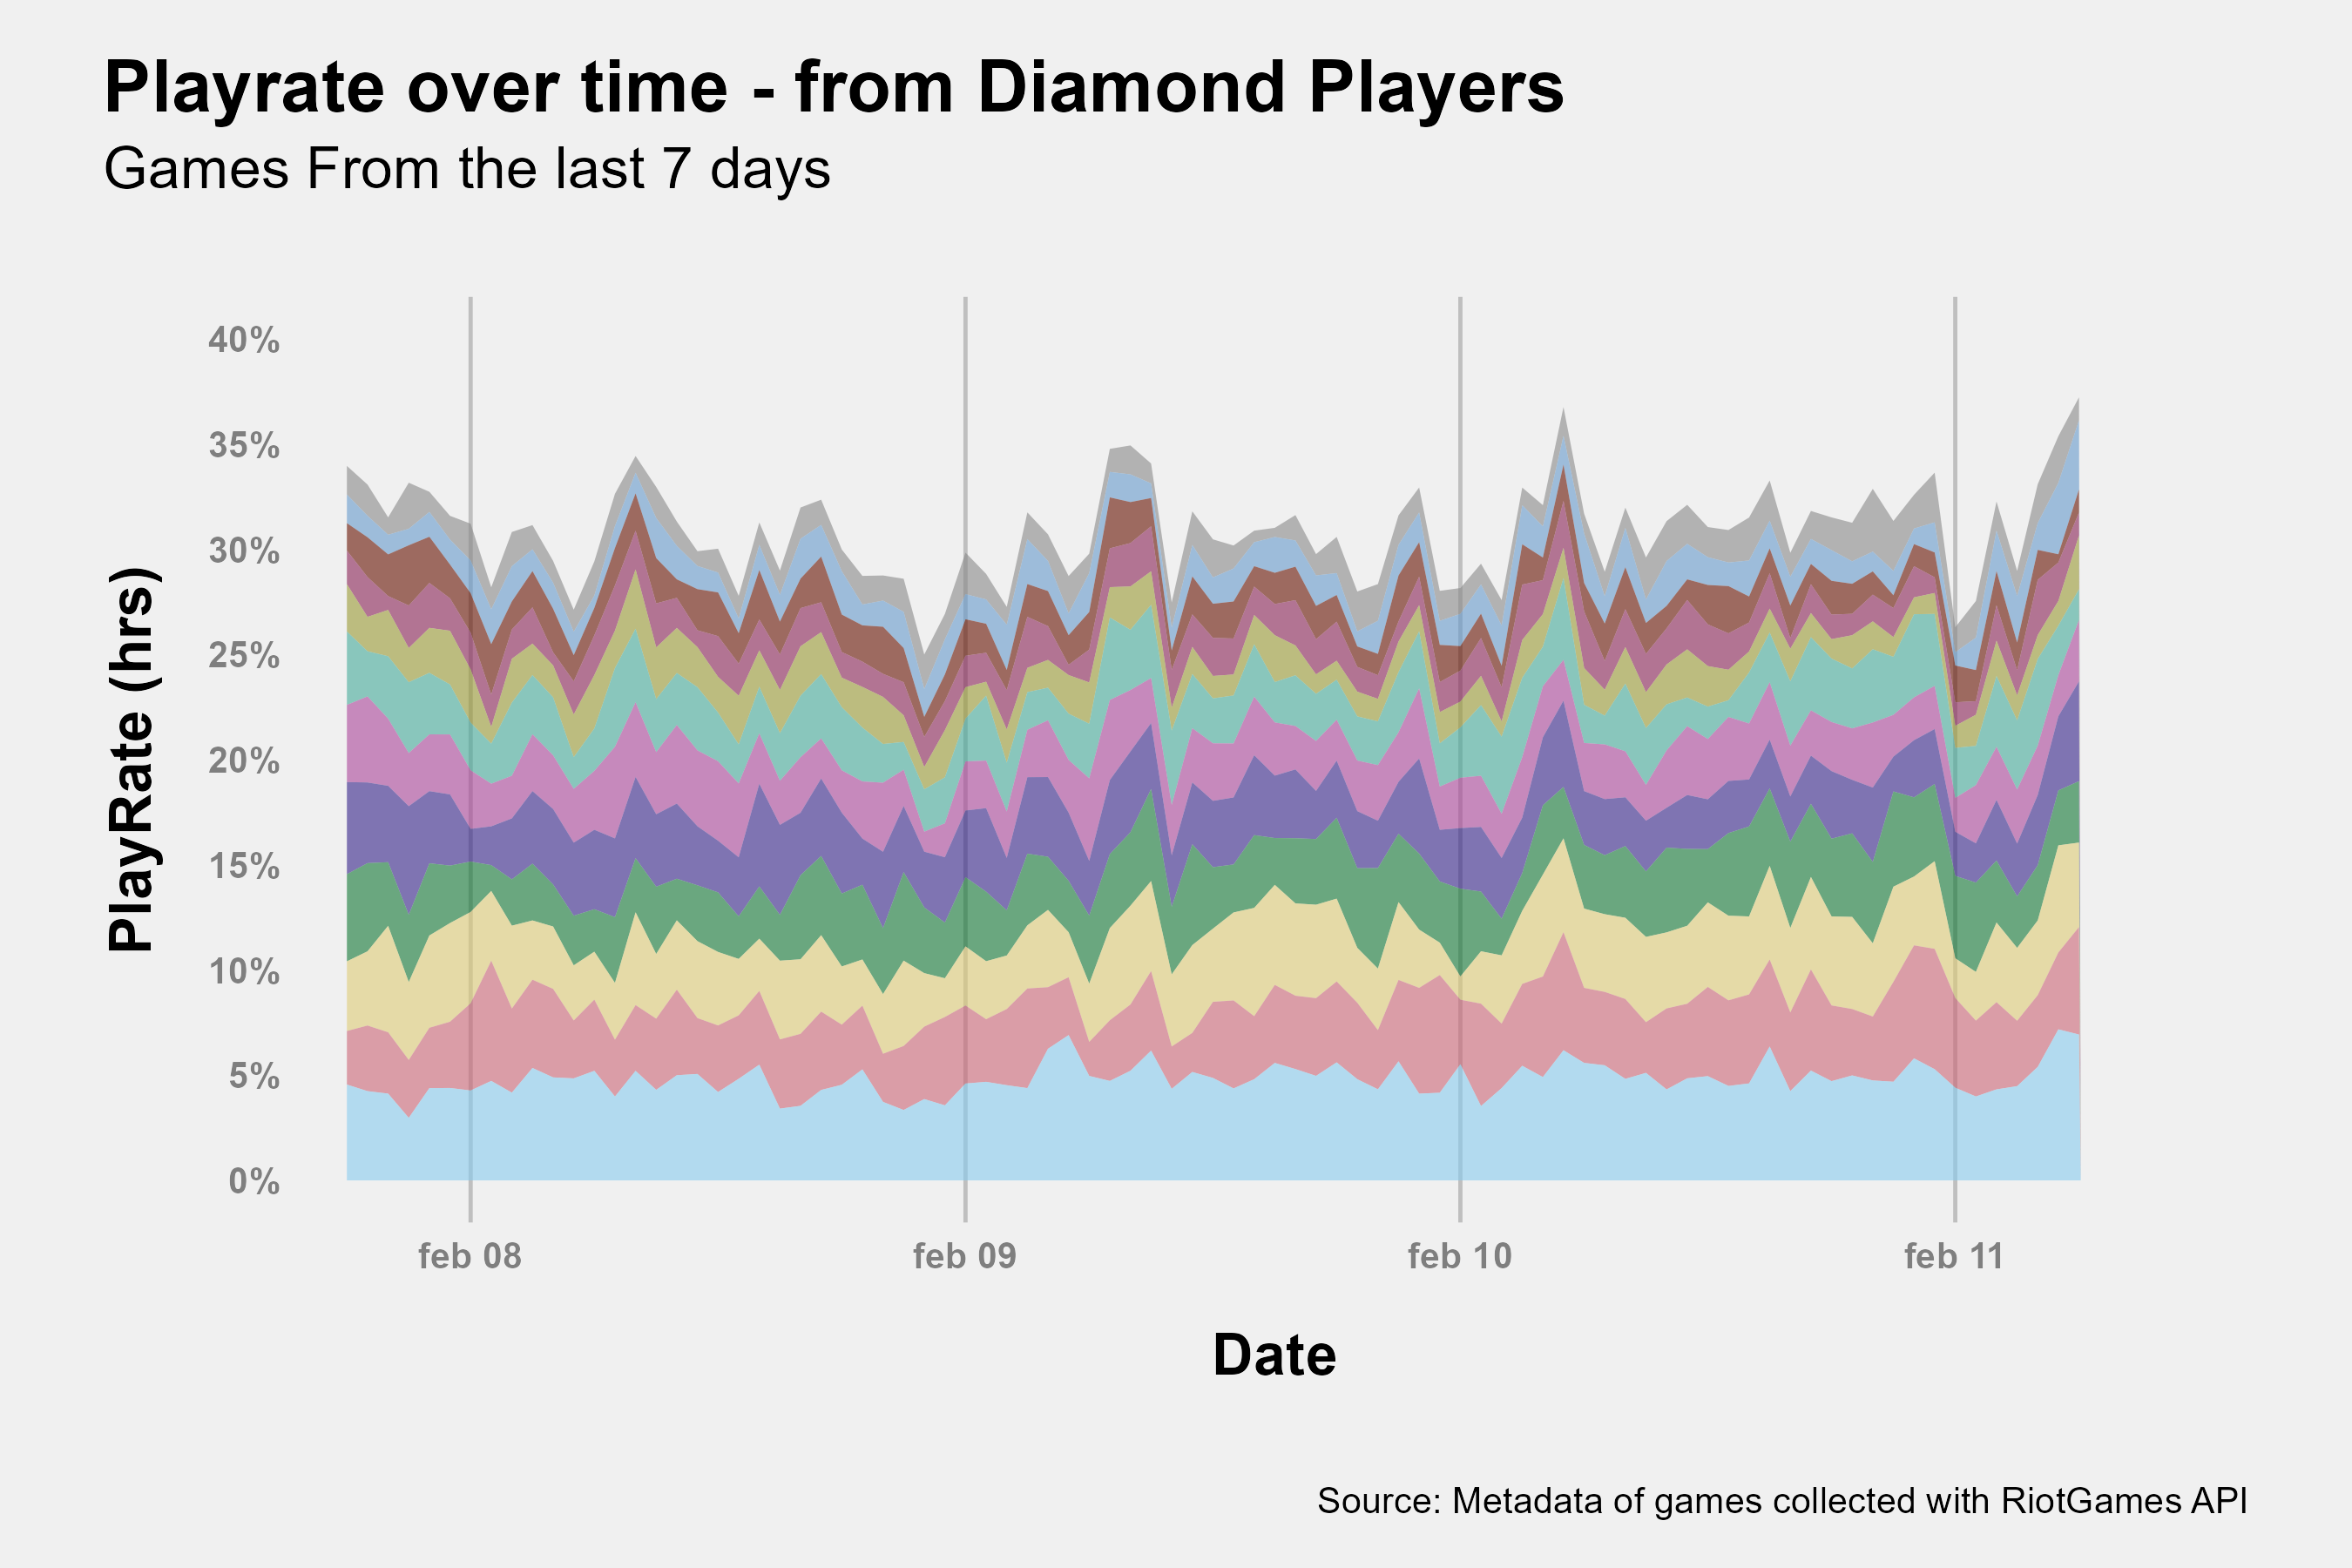 Playrate over time - from Diamond Players
Games From the last 7 days
PlayRate (hrs)
40%
35%
30%
25%
20%
15%
10%
5%
0%
feb 08
feb 09
feb 10
feb 11
Date
Source: Metadata of games collected with RiotGames API